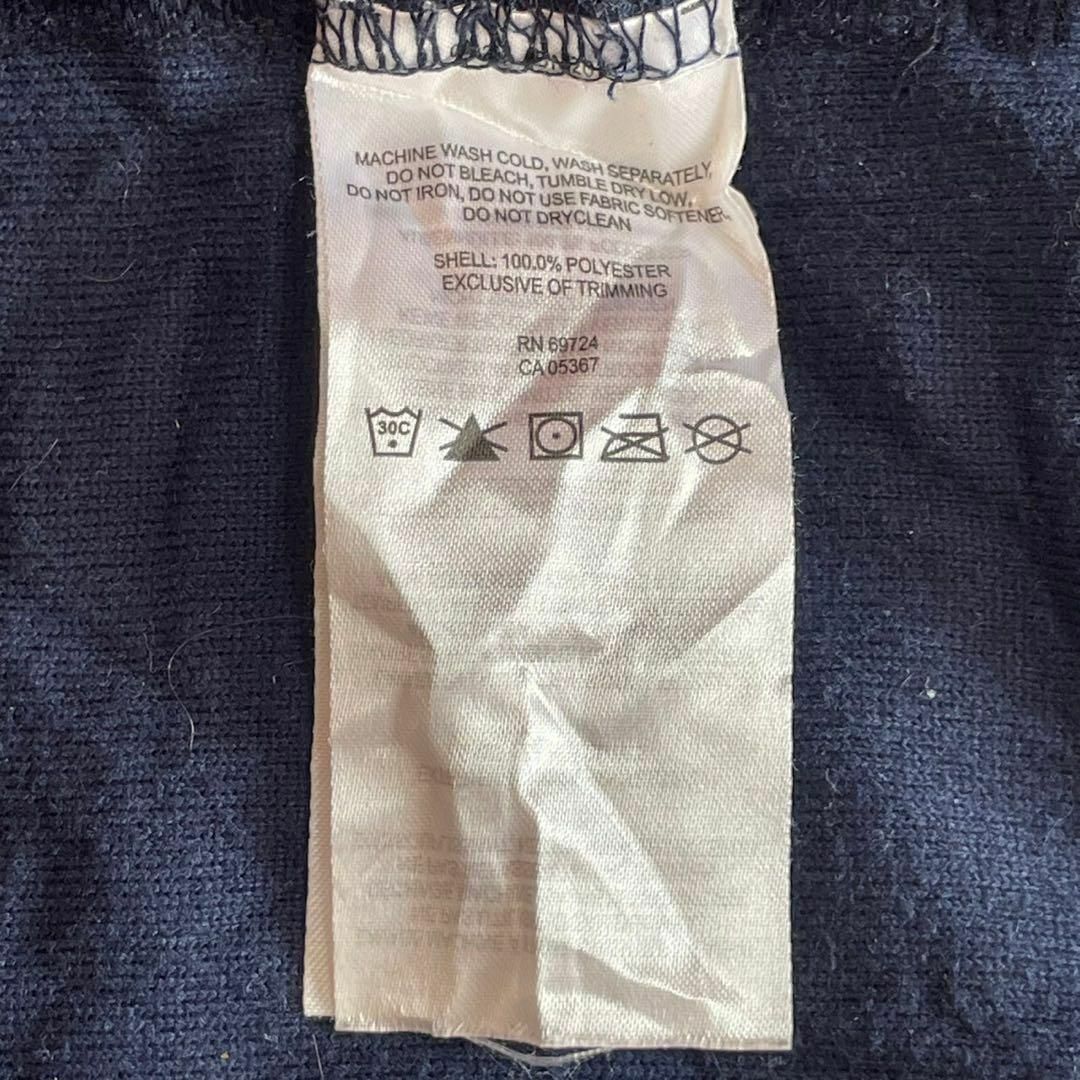 MACHINE WASH COLD, WASH SEPARATELY,
DO NOT BLEACH, TUMBLE DRY LOW,
DO NOT IRON, DO NOT USE FABRIC SOFTENER,
DO NOT DRYCLEAN
SHELL: 100.0% POLYESTER
EXCLUSIVE OF TRIMMING
RN 69724
CA 05367
30C